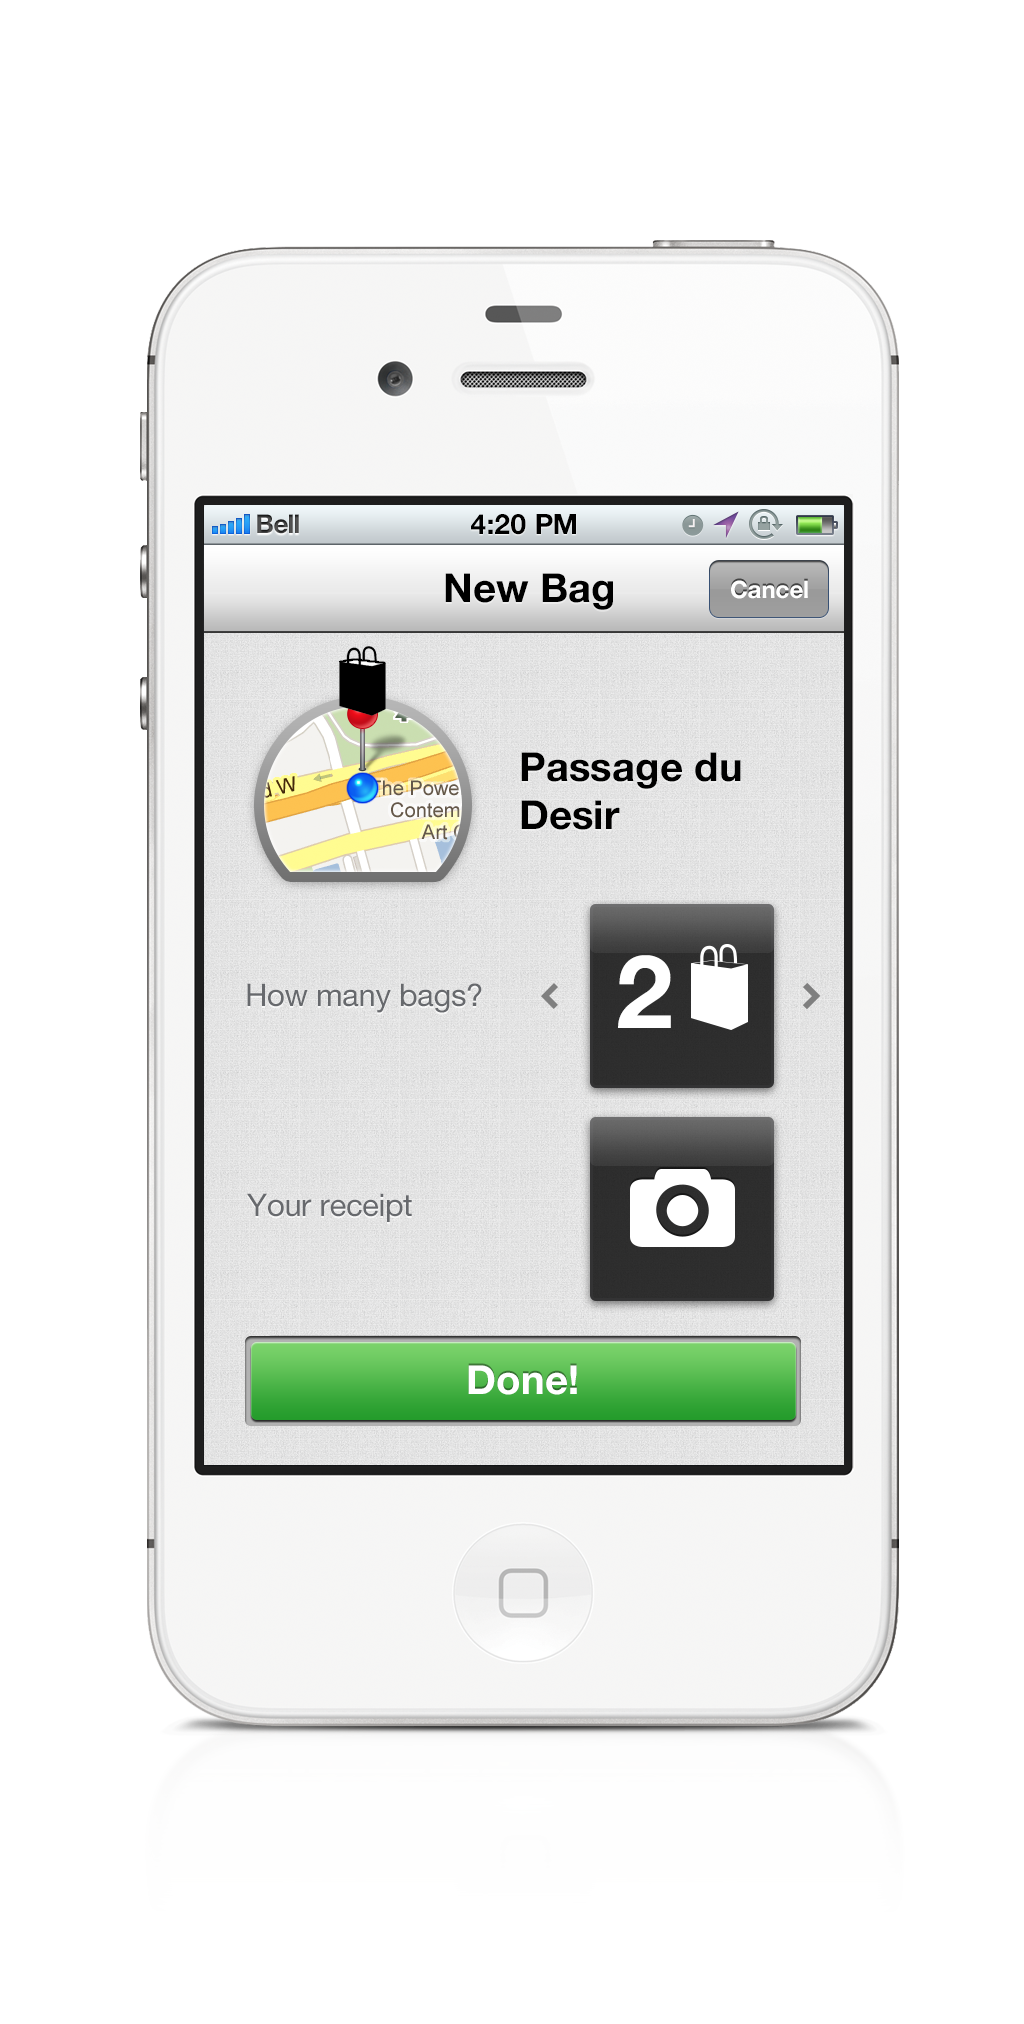 Bell 4:20 PM
New Bag Cancel
4
d W
The Powe
Contem
Art
Passage du
Desir
How many bags? 2
Your receipt
Done!